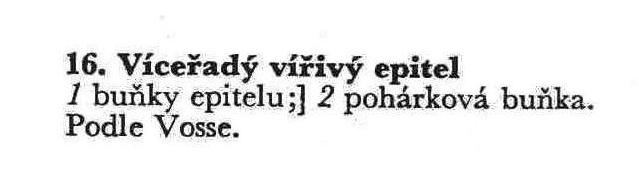 16. Víceřadý vířivý epitel
1 buňky epitelu;] 2 pohárková buňka.
Podle Vosse.